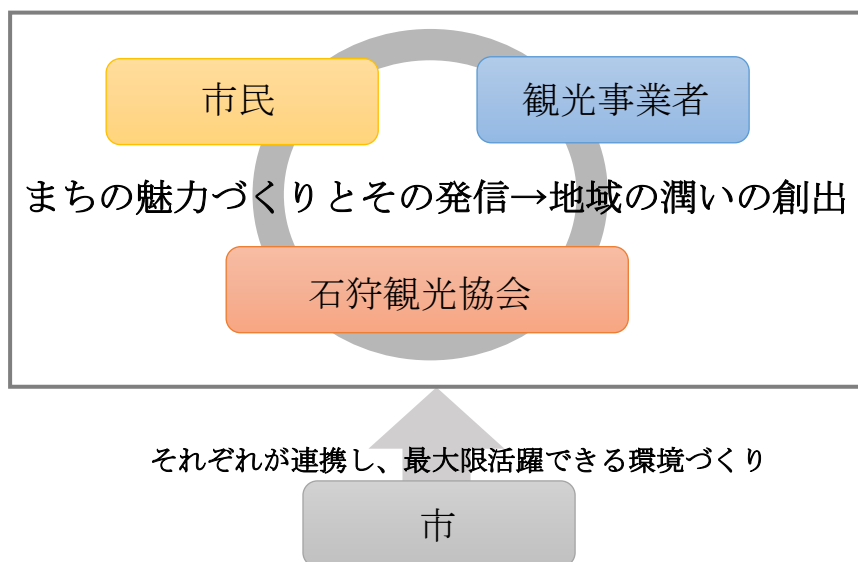 市民
観光事業者
まちの魅力づくりとその発信→地域の潤いの創出
石狩観光協会
それぞれが連携し、最大限活躍できる環境づくり
市